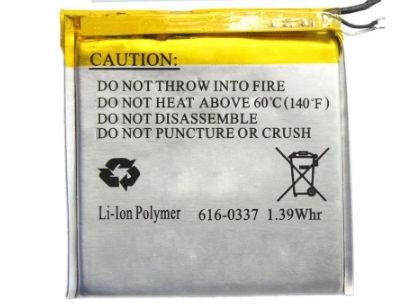 CAUTION:
DO NOT THROW INTO FIRE
DO NOT HEAT ABOVE 60℃(140°F)
DO NOT DISASSEMBLE
DO NOT PUNCTURE OR CRUSH
Li-Ion Polymer 616-0337 1.39Whr